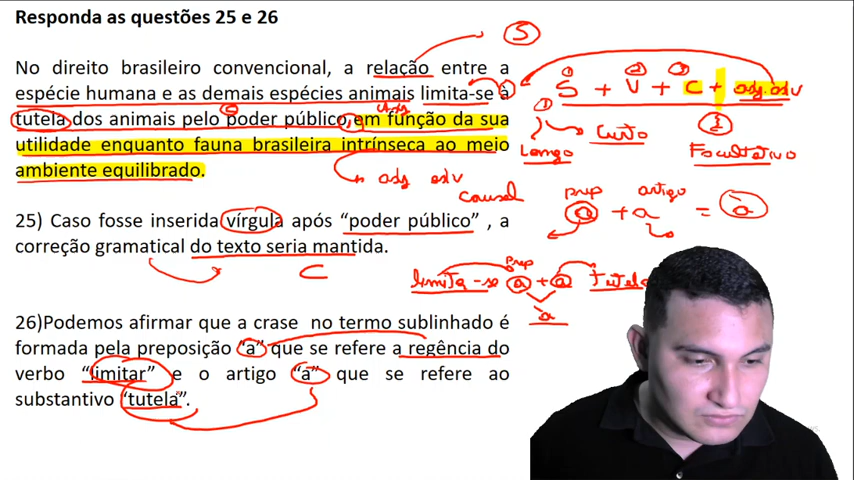 Responda as questões 25 e 26
S
No direito brasileiro convencional, a relação entre a
espécie humana e as demais espécies animais limita-se à
tutela dos animais pelo poder público, em função da sua
utilidade enquanto fauna brasileira intrínseca ao meio
ambiente equilibrado.
adj adv
causal
S + V + C + adj. adv
Longo
Curto
Facultativo
prep artigo
a + a = à
25) Caso fosse inserida vírgula após “poder público” , a
correção gramatical do texto seria mantida.
C
prep
limita-se a + a tutela
à
26)Podemos afirmar que a crase no termo sublinhado é
formada pela preposição “a” que se refere a regência do
verbo “limitar” e o artigo “á” que se refere ao
substantivo “tutela”.